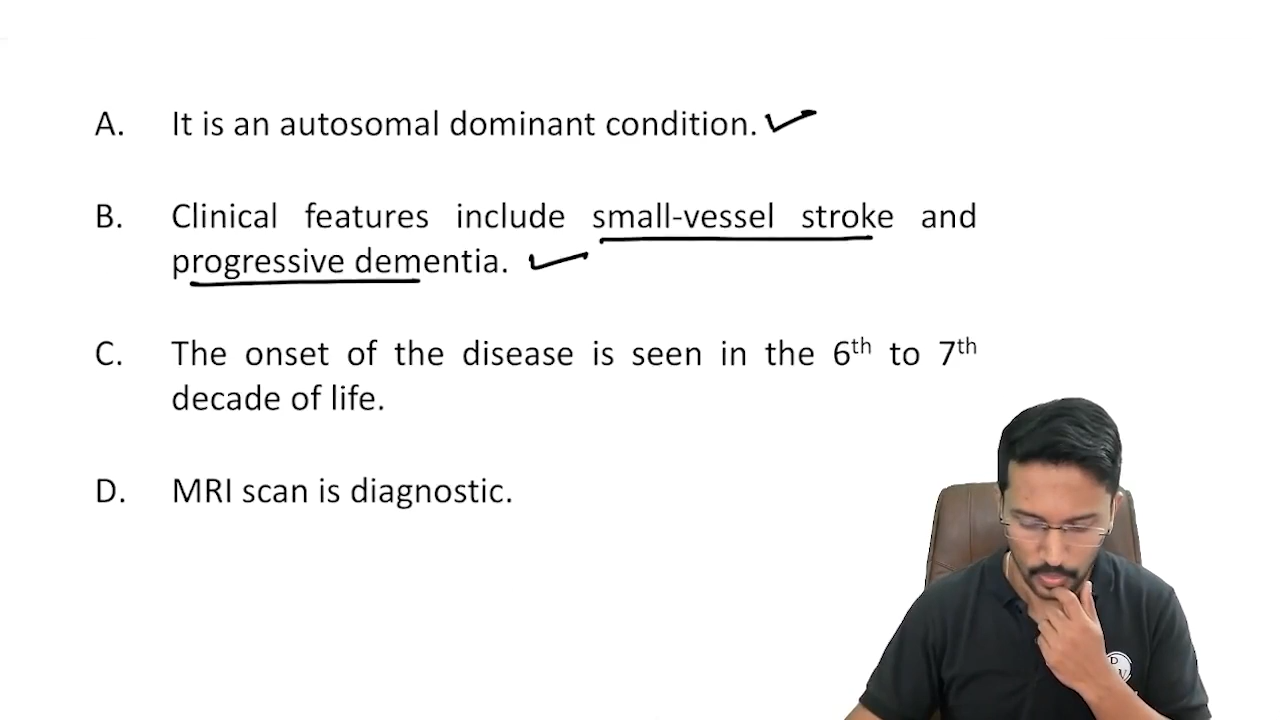 A. It is an autosomal dominant condition.
B. Clinical features include small-vessel stroke and
progressive dementia.
C. The onset of the disease is seen in the 6th to 7th
decade of life.
D. MRI scan is diagnostic.